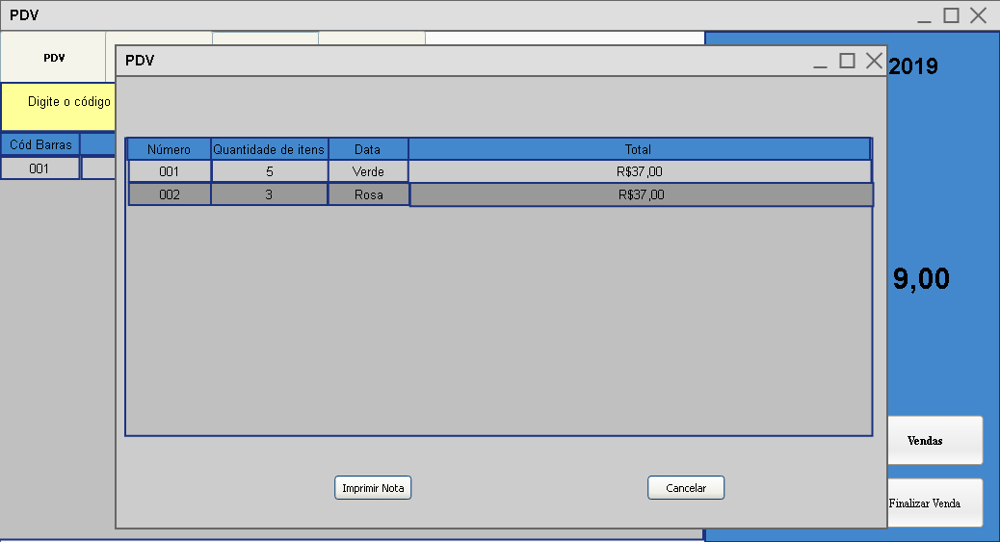 PDV
PDV
PDV
2019
Digite o código
Cód Barras
001
Número Quantidade de itens Data Total
001 5 Verde R$37,00
002 3 Rosa R$37,00
9,00
Vendas
Imprimir Nota Cancelar
Finalizar Venda